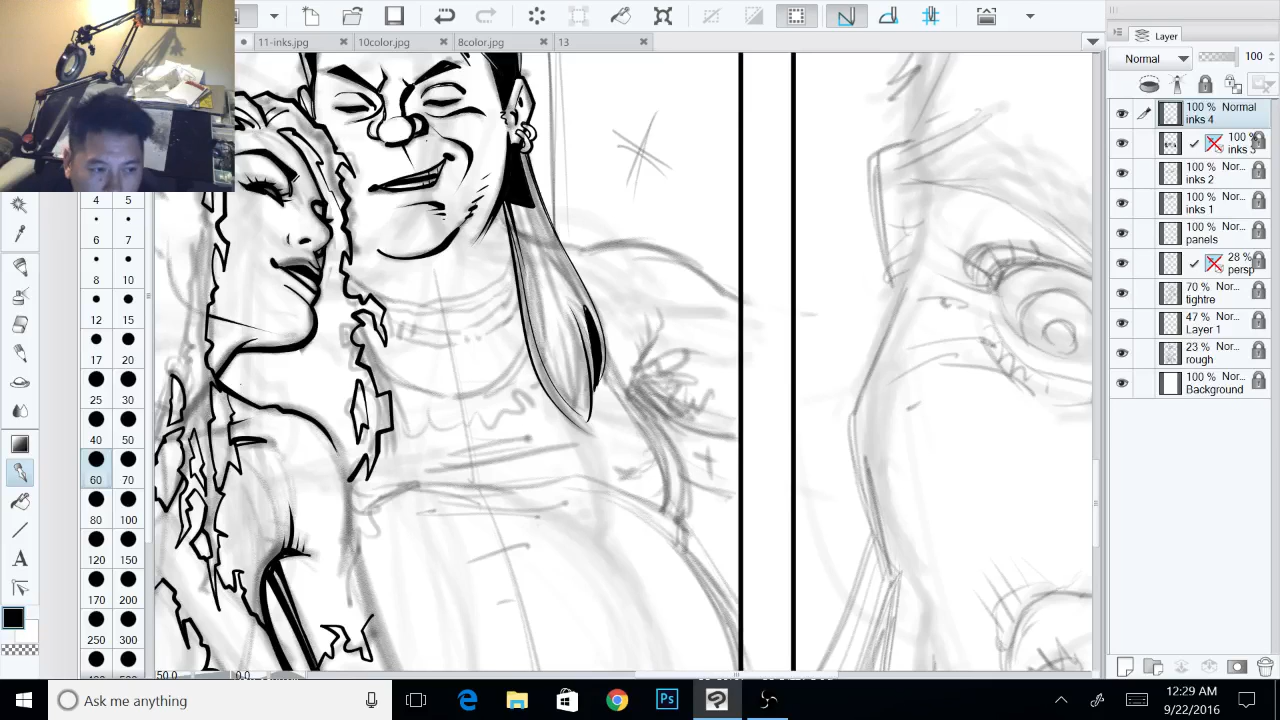 11-inks.jpg 10color.jpg 8color.jpg 13
Layer
Normal 100
100 % Normal
inks 4
100 %
inks
100 % Nor...
inks 2
100 % Nor...
inks 1
100 % Nor...
panels
28 %
persp
70 % Nor...
tightre
47 % Nor...
Layer 1
23 % Nor...
rough
100 % Nor...
Background
4 5
6 7
8 10
12 15
17 20
25 30
40 50
60 70
80 100
120 150
170 200
250 300
A
50.0 0.0
Ask me anything
Ps
2:29 AM
9/22/2016